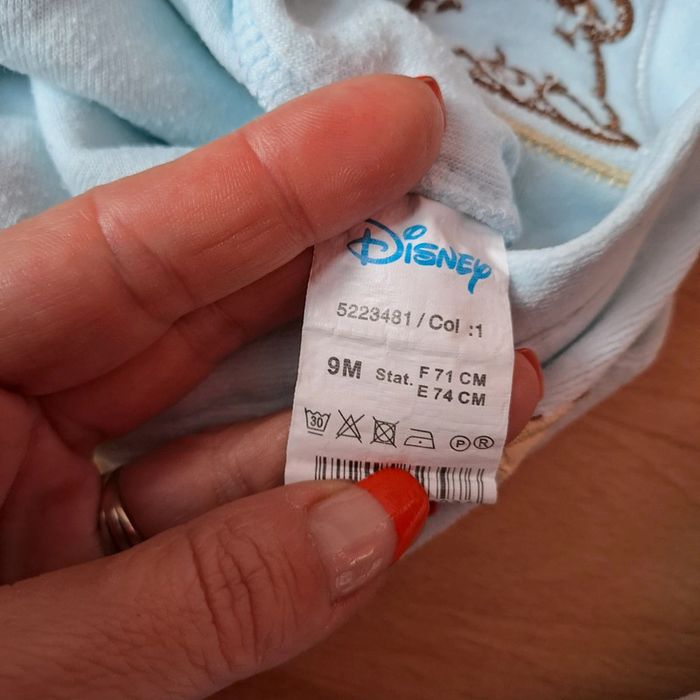 Disney
5223481 / Col :1
9M Stat. F 71 CM
E 74 CM
30
P R